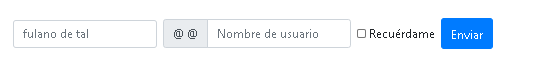 fulano de tal @ @ Nombre de usuario Recuérdame Enviar